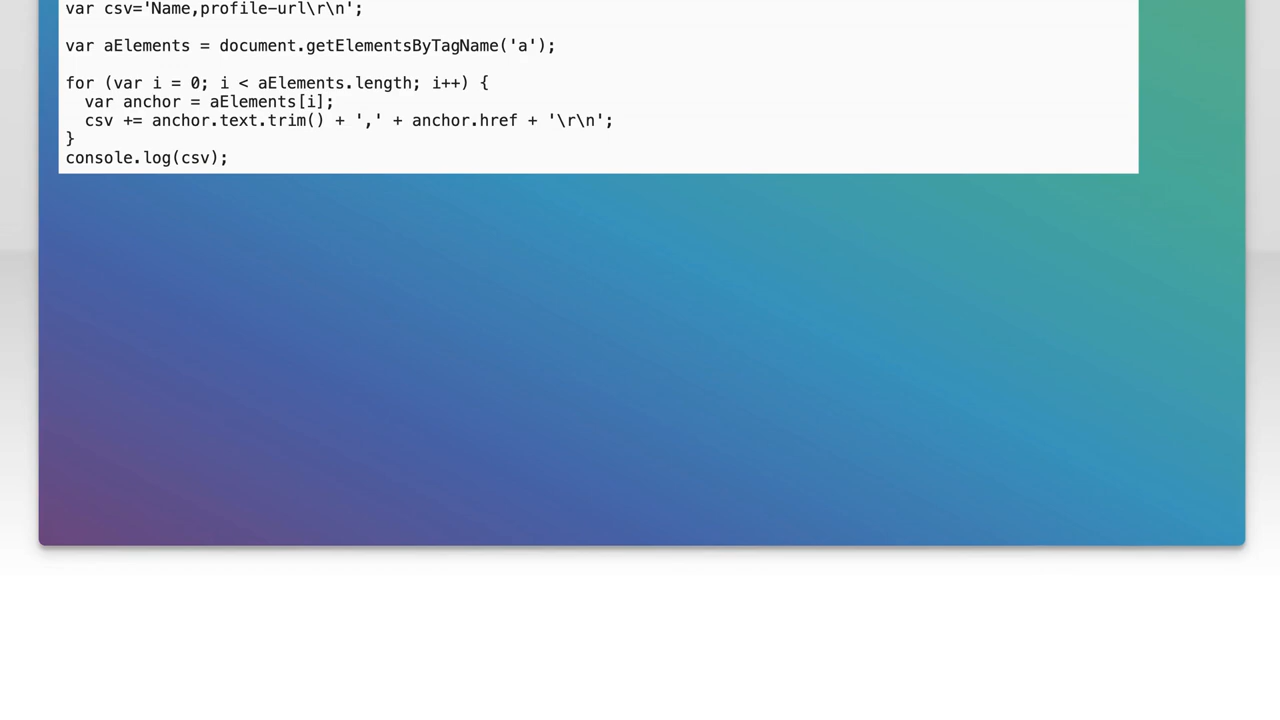 var csv='Name,profile-url\r\n';
var aElements = document.getElementsByTagName('a');
for (var i = 0; i < aElements.length; i++) {
  var anchor = aElements[i];
  csv += anchor.text.trim() + ',' + anchor.href + '\r\n';
}
console.log(csv);